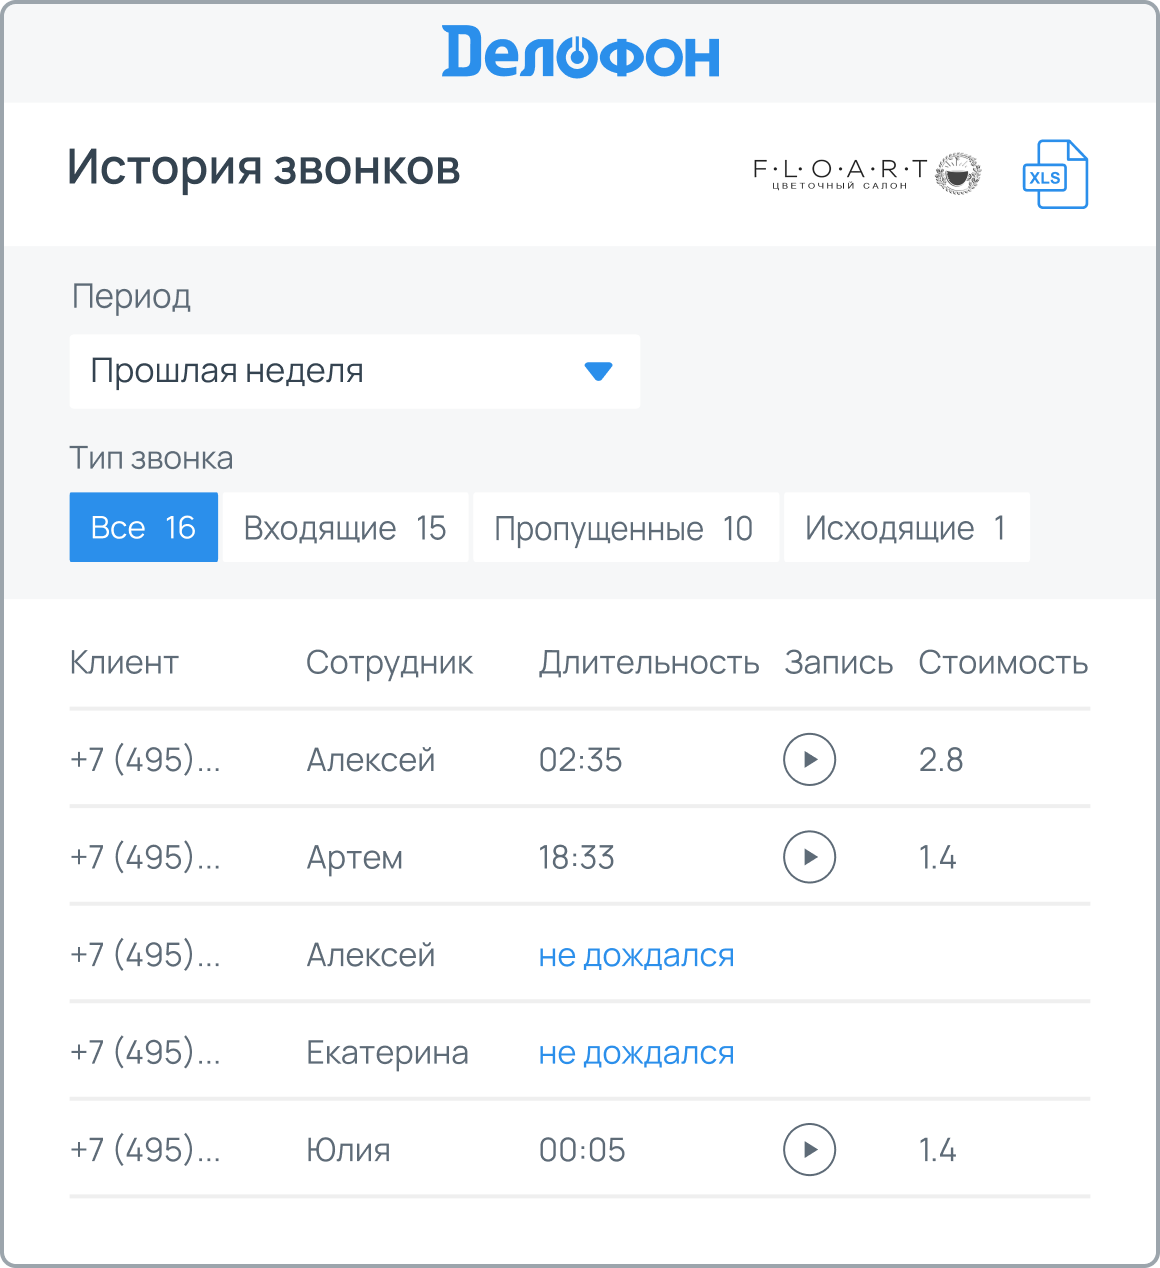 Делофон
История звонков
F·L·O·A·R·T
ЦВЕТОЧНЫЙ САЛОН
XLS
Период
Прошлая неделя
Тип звонка
Все 16 Входящие 15 Пропущенные 10 Исходящие 1
Клиент Сотрудник Длительность Запись Стоимость
+7 (495)... Алексей 02:35 2.8
+7 (495)... Артем 18:33 1.4
+7 (495)... Алексей не дождался
+7 (495)... Екатерина не дождался
+7 (495)... Юлия 00:05 1.4